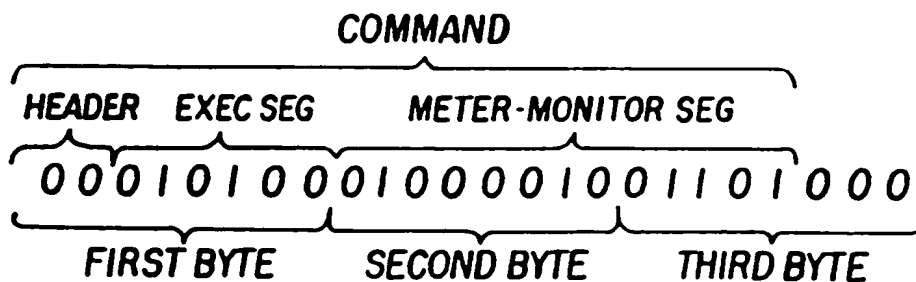 COMMAND
HEADER EXEC SEG METER-MONITOR SEG
0 0 0 1 0 1 0 0 0 1 0 0 0 0 1 0 0 1 1 0 1 0 0 0
FIRST BYTE SECOND BYTE THIRD BYTE